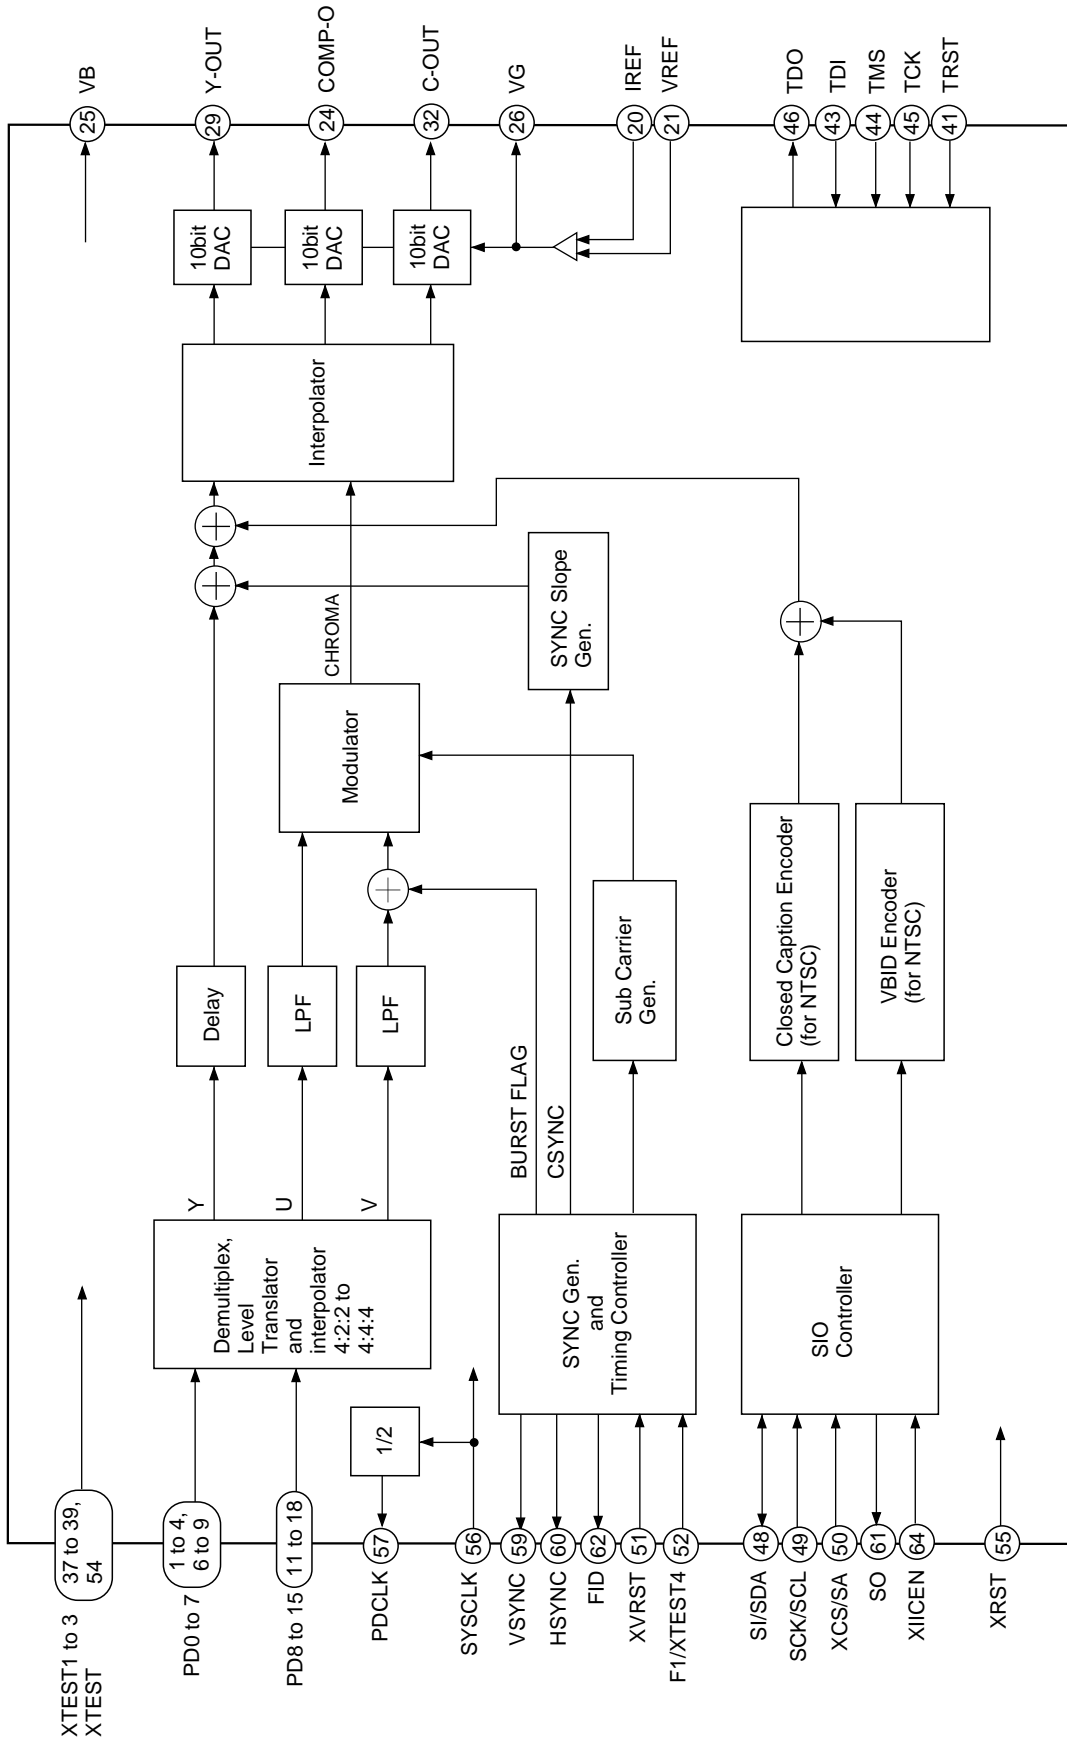 XTEST1 to 3
XTEST
37 to 39,
54
PD0 to 7
1 to 4,
6 to 9
PD8 to 15
11 to 18
PDCLK
57
SYSCLK
56
VSYNC
59
HSYNC
60
FID
62
XVRST
51
F1/XTEST4
52
SI/SDA
48
SCK/SCL
49
XCS/SA
50
SO
61
XIICEN
64
XRST
55
Demultiplex,
Level
Translator
and
interpolator
4:2:2 to
4:4:4
1/2
SYNC Gen.
and
Timing Controller
SIO
Controller
Y
U
V
BURST FLAG
CSYNC
Delay
LPF
LPF
Sub Carrier
Gen.
Closed Caption Encoder
(for NTSC)
VBID Encoder
(for NTSC)
Modulator
CHROMA
SYNC Slope
Gen.
Interpolator
10bit
DAC
10bit
DAC
10bit
DAC
25
VB
29
Y-OUT
24
COMP-O
32
C-OUT
26
VG
20
IREF
21
VREF
46
TDO
43
TDI
44
TMS
45
TCK
41
TRST